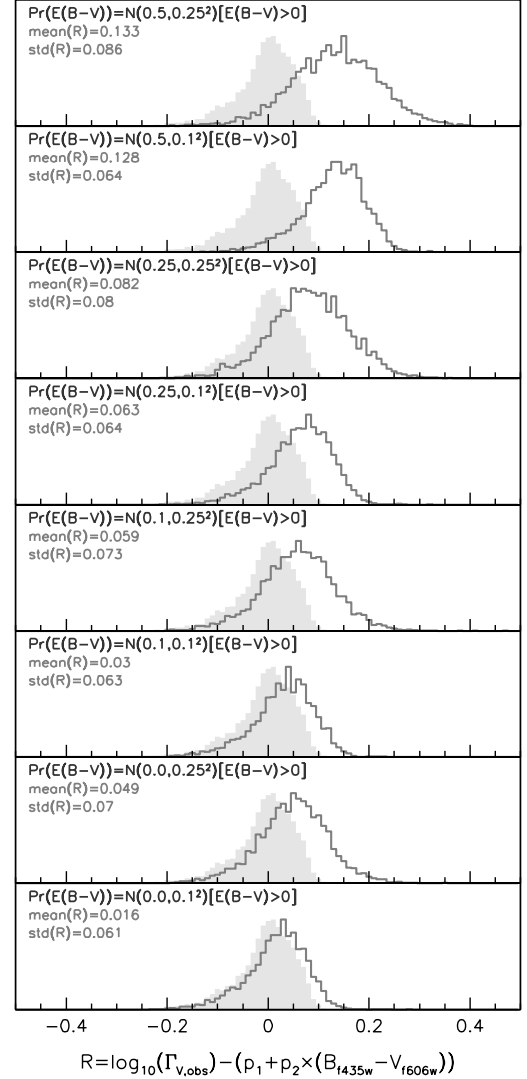 Pr(E(B−V))=N(0.5,0.25²)[E(B−V)>0]
mean(R)=0.133
std(R)=0.086
Pr(E(B−V))=N(0.5,0.1²)[E(B−V)>0]
mean(R)=0.128
std(R)=0.064
Pr(E(B−V))=N(0.25,0.25²)[E(B−V)>0]
mean(R)=0.082
std(R)=0.08
Pr(E(B−V))=N(0.25,0.1²)[E(B−V)>0]
mean(R)=0.063
std(R)=0.064
Pr(E(B−V))=N(0.1,0.25²)[E(B−V)>0]
mean(R)=0.059
std(R)=0.073
Pr(E(B−V))=N(0.1,0.1²)[E(B−V)>0]
mean(R)=0.03
std(R)=0.063
Pr(E(B−V))=N(0.0,0.25²)[E(B−V)>0]
mean(R)=0.049
std(R)=0.07
Pr(E(B−V))=N(0.0,0.1²)[E(B−V)>0]
mean(R)=0.016
std(R)=0.061
−0.4 −0.2 0 0.2 0.4
R=log₁₀(Γ_V,obs)−(p₁+p₂×(B_f435w−V_f606w))